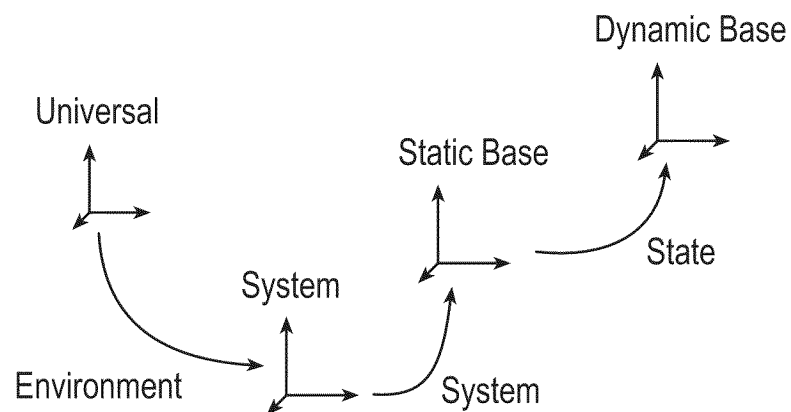 Dynamic Base
Universal
Static Base
State
System
Environment
System